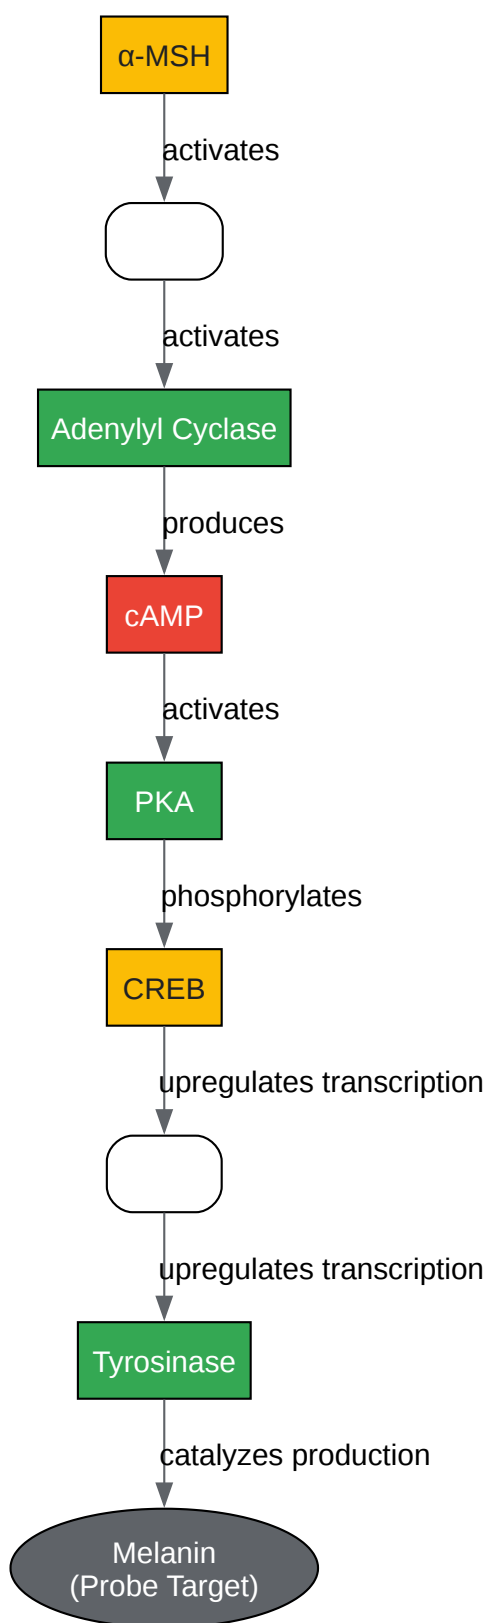 α-MSH
activates
activates
Adenylyl Cyclase
produces
cAMP
activates
PKA
phosphorylates
CREB
upregulates transcription
upregulates transcription
Tyrosinase
catalyzes production
Melanin
(Probe Target)